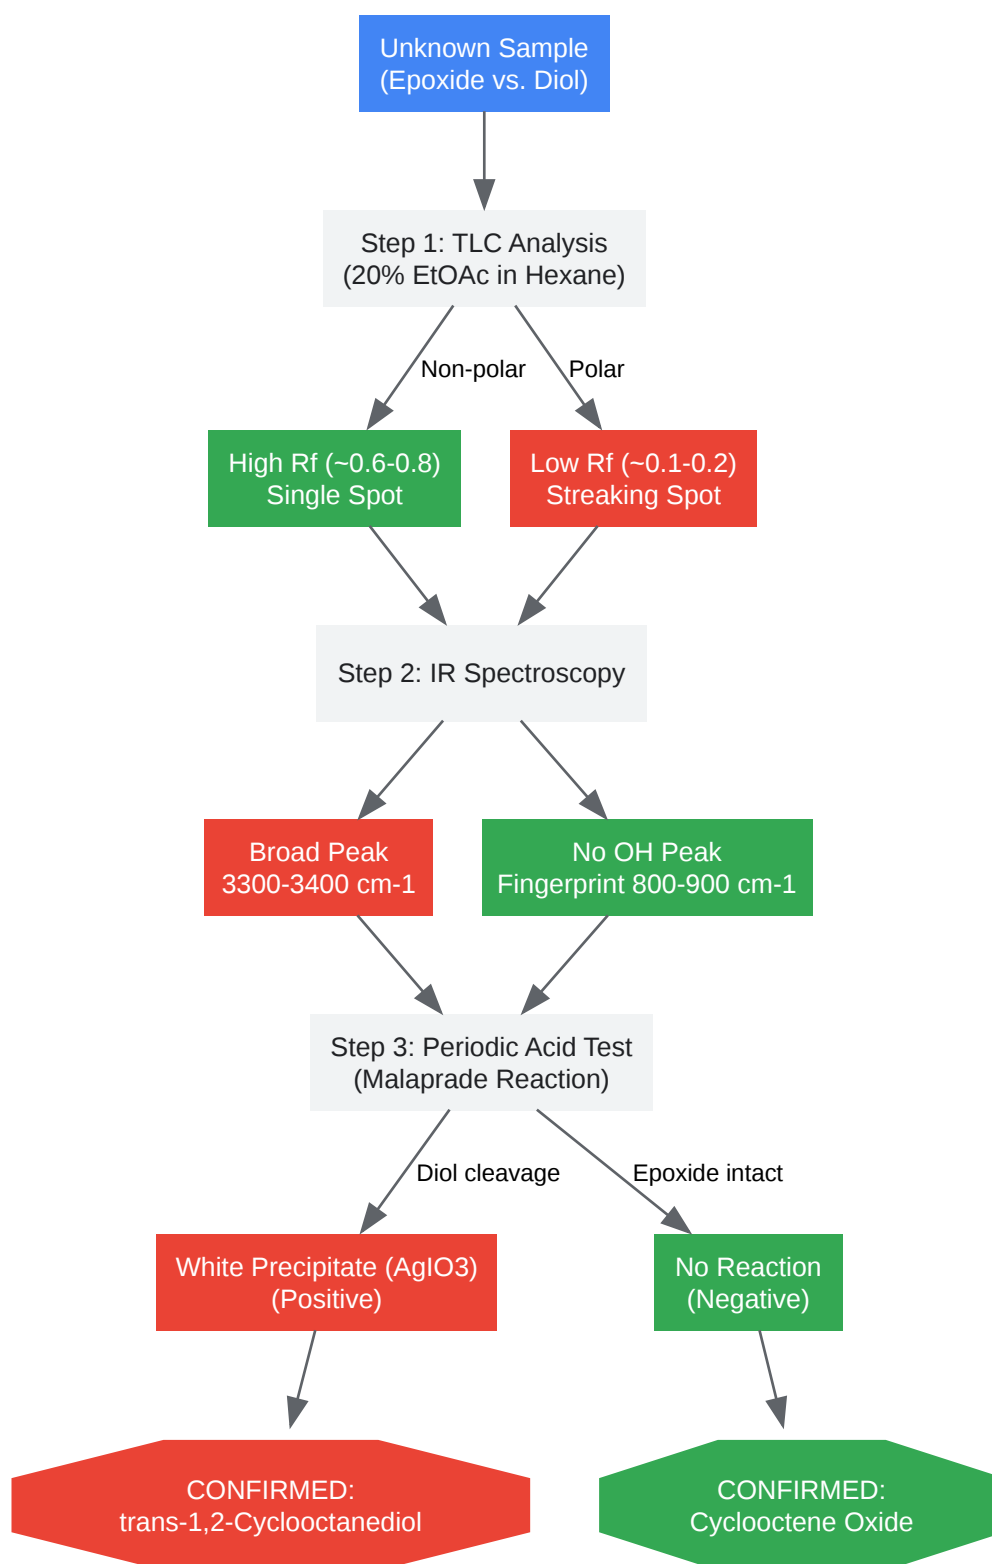 Unknown Sample
(Epoxide vs. Diol)
Step 1: TLC Analysis
(20% EtOAc in Hexane)
Non-polar
Polar
High Rf (~0.6-0.8)
Single Spot
Low Rf (~0.1-0.2)
Streaking Spot
Step 2: IR Spectroscopy
Broad Peak
3300-3400 cm-1
No OH Peak
Fingerprint 800-900 cm-1
Step 3: Periodic Acid Test
(Malaprade Reaction)
Diol cleavage
Epoxide intact
White Precipitate (AgIO3)
(Positive)
No Reaction
(Negative)
CONFIRMED:
trans-1,2-Cyclooctanediol
CONFIRMED:
Cyclooctene Oxide